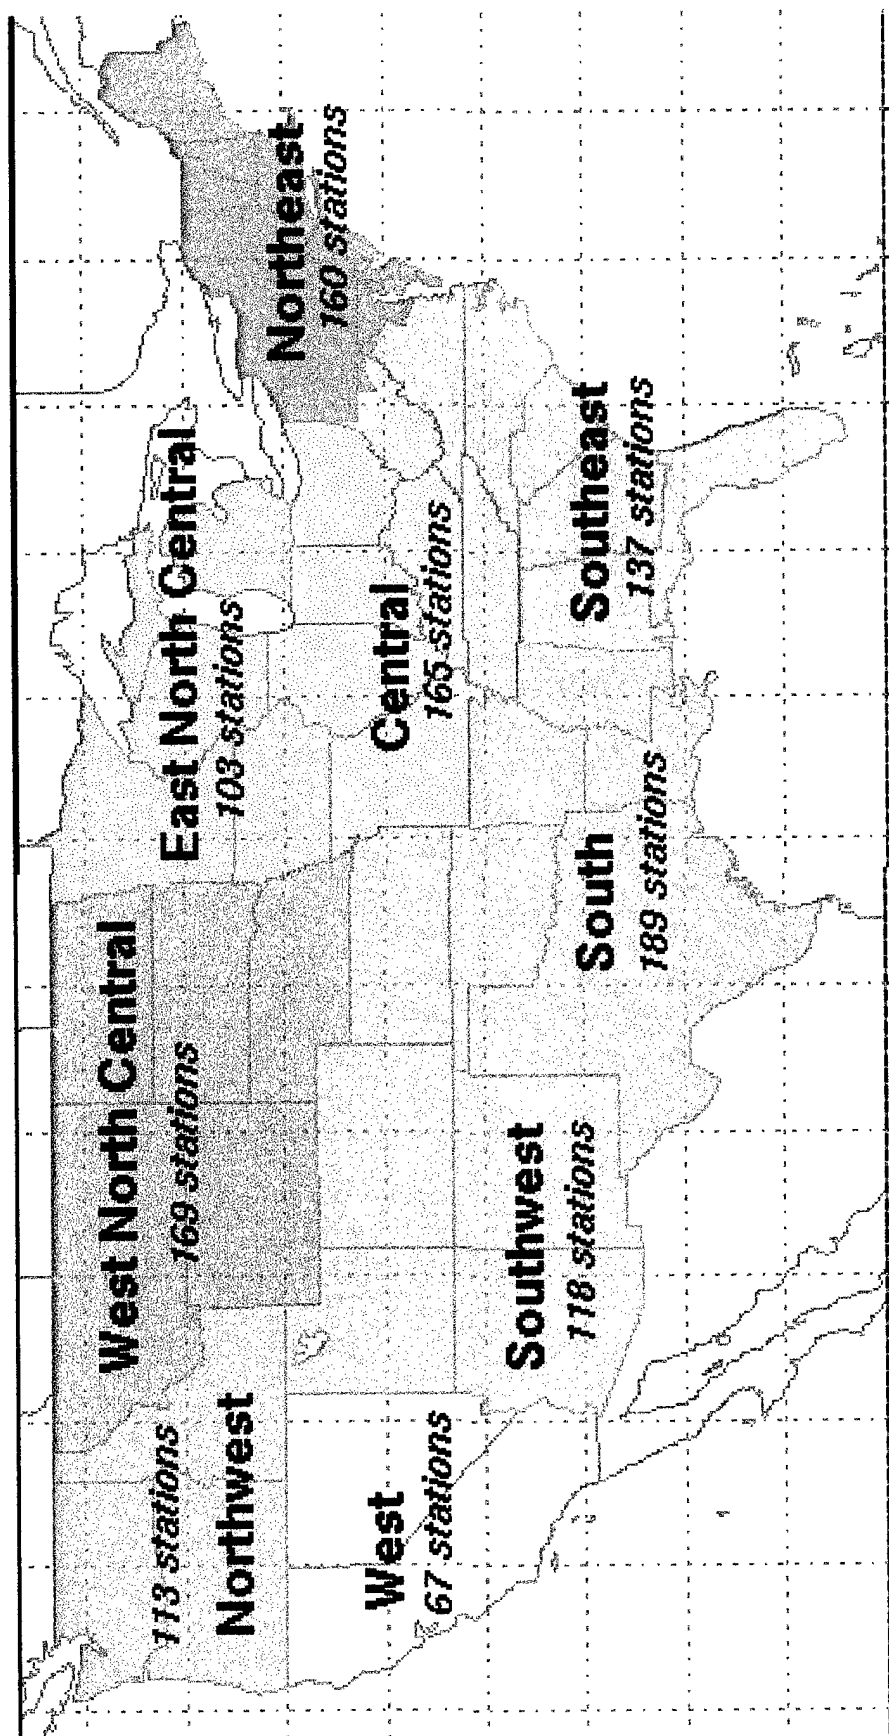 113 stations
Northwest
West North Central
169 stations
East North Central
103 stations
Northeast
160 stations
West
67 stations
Southwest
118 stations
South
189 stations
Central
165 stations
Southeast
137 stations